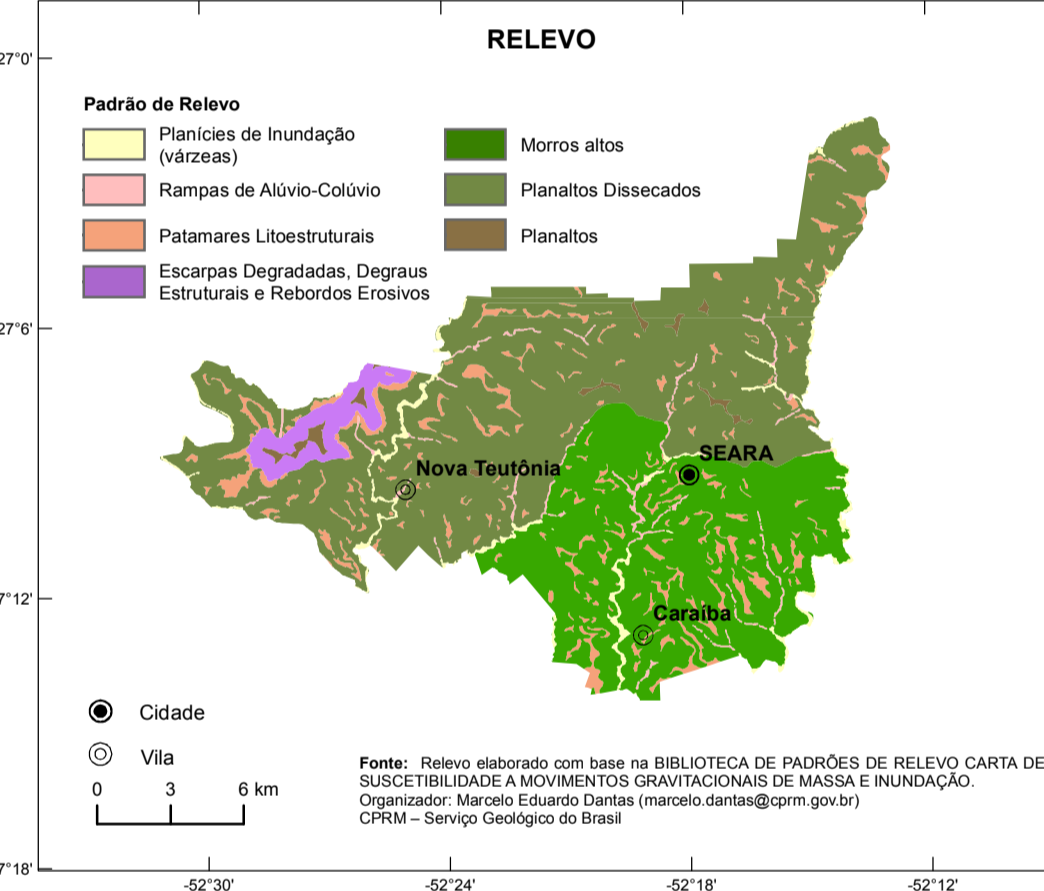 RELEVO
27°0'
Padrão de Relevo
Planícies de Inundação
(várzeas)
Rampas de Alúvio-Colúvio
Patamares Litoestruturais
Escarpas Degradadas, Degraus
Estruturais e Rebordos Erosivos
Morros altos
Planaltos Dissecados
Planaltos
27°6'
SEARA
Nova Teutônia
7°12'
Caraíba
Cidade
Vila
0 3 6 km
Fonte: Relevo elaborado com base na BIBLIOTECA DE PADRÕES DE RELEVO CARTA DE
SUSCETIBILIDADE A MOVIMENTOS GRAVITACIONAIS DE MASSA E INUNDAÇÃO.
Organizador: Marcelo Eduardo Dantas (marcelo.dantas@cprm.gov.br)
CPRM – Serviço Geológico do Brasil
7°18'
-52°30' -52°24' -52°18' -52°12'